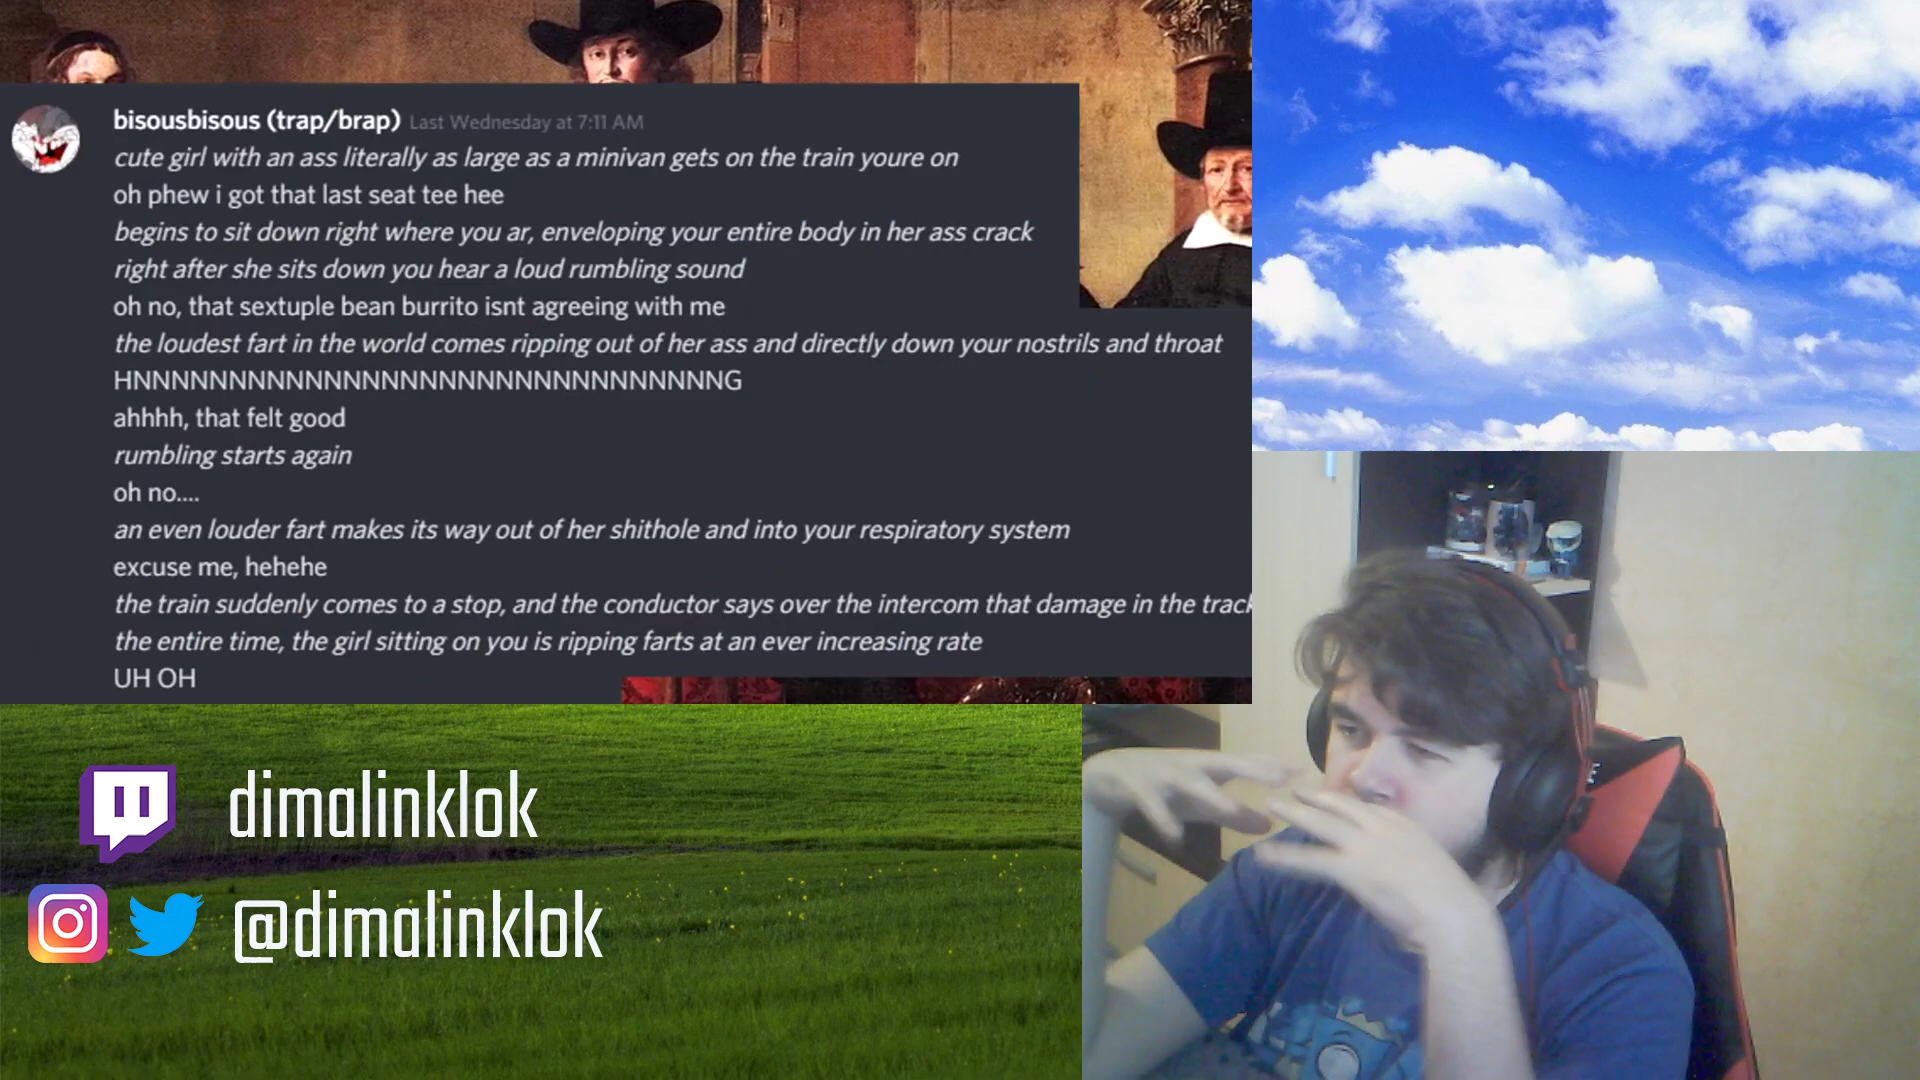 bisousbisous (trap/brap) Last Wednesday at 7:11 AM
cute girl with an ass literally as large as a minivan gets on the train youre on
oh phew i got that last seat tee hee
begins to sit down right where you ar, enveloping your entire body in her ass crack
right after she sits down you hear a loud rumbling sound
oh no, that sextuple bean burrito isnt agreeing with me
the loudest fart in the world comes ripping out of her ass and directly down your nostrils and throat
HNNNNNNNNNNNNNNNNNNNNNNNNNNNNNNNG
ahhhh, that felt good
rumbling starts again
oh no....
an even louder fart makes its way out of her shithole and into your respiratory system
excuse me, hehehe
the train suddenly comes to a stop, and the conductor says over the intercom that damage in the track
the entire time, the girl sitting on you is ripping farts at an ever increasing rate
UH OH
dimalinklok
@dimalinklok